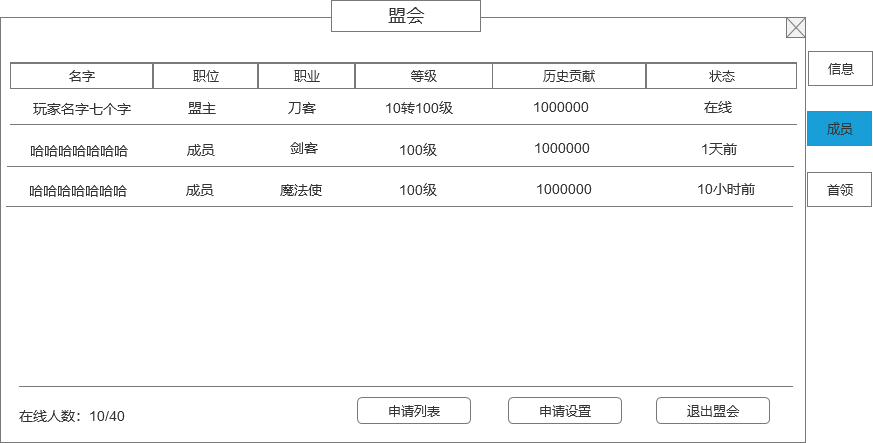 盟会
信息
名字 职位 职业 等级 历史贡献 状态
玩家名字七个字 盟主 刀客 10转100级 1000000 在线
成员
哈哈哈哈哈哈哈 成员 剑客 100级 1000000 1天前
哈哈哈哈哈哈哈 成员 魔法使 100级 1000000 10小时前
首领
在线人数：10/40 申请列表 申请设置 退出盟会